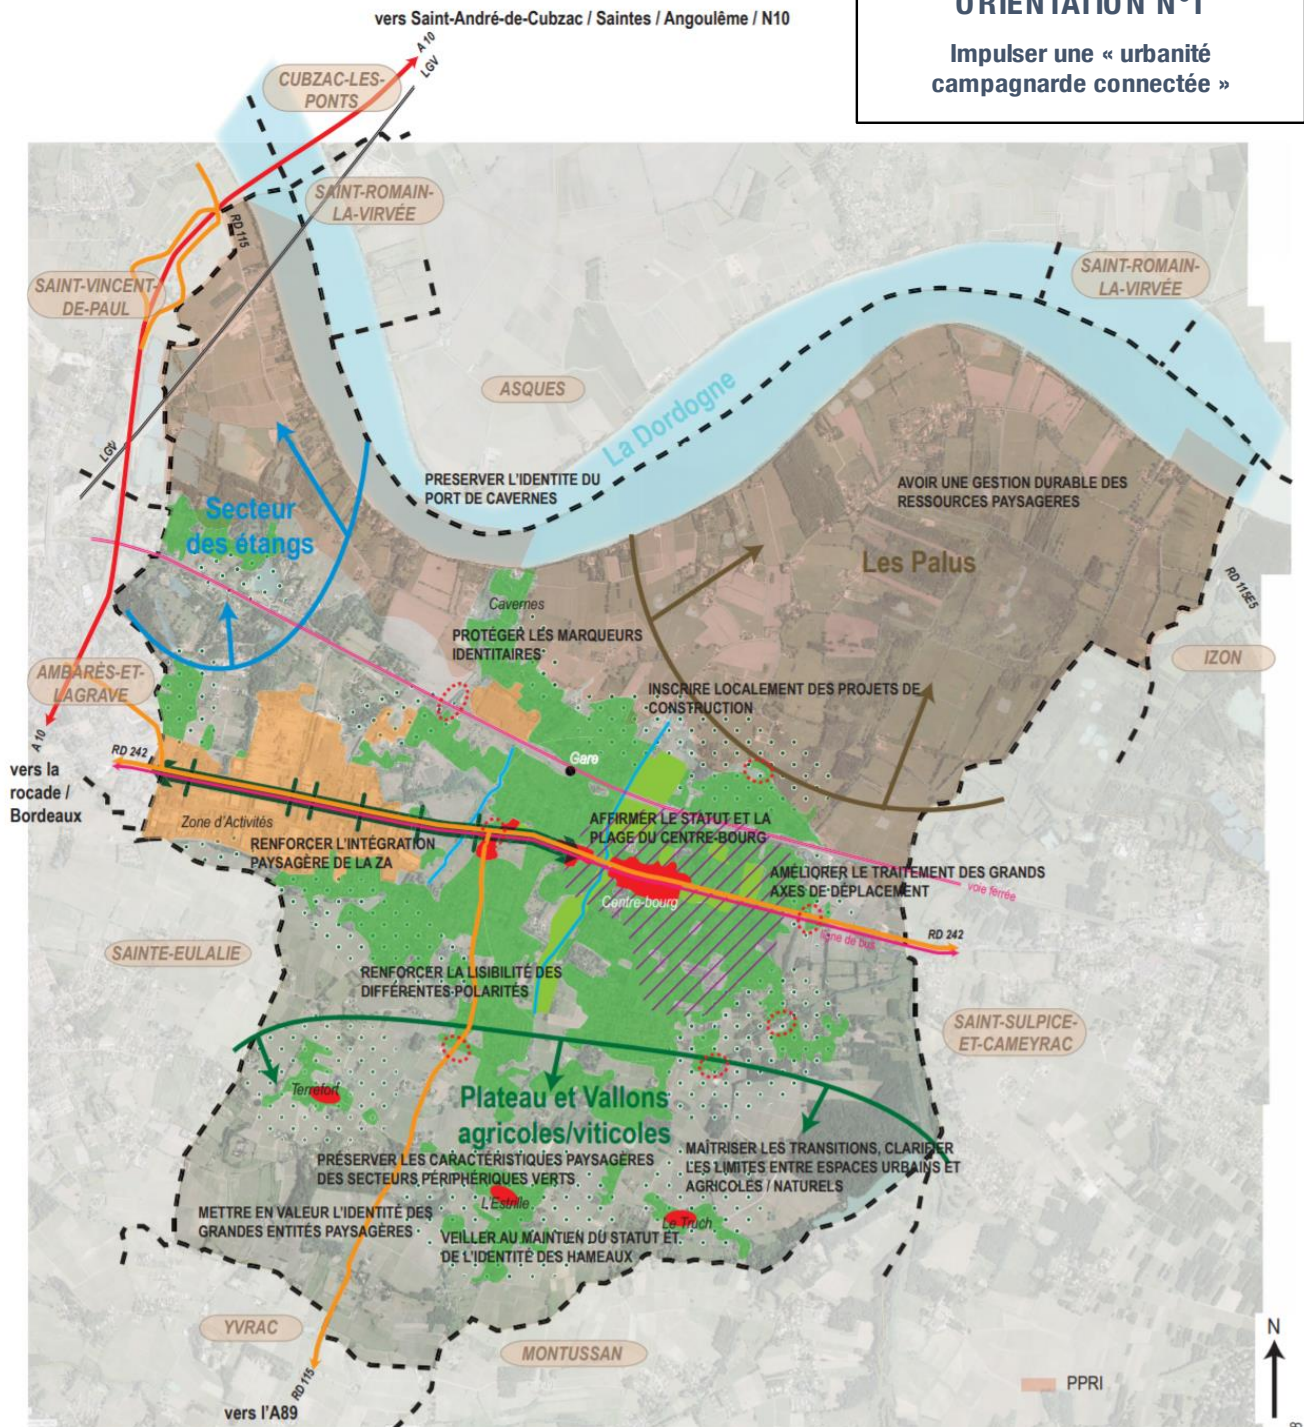 ORIENTATION N°1
Impulser une « urbanité
campagnarde connectée »
vers Saint-André-de-Cubzac / Saintes / Angoulême / N10
A 10
LGV
CUBZAC-LES-
PONTS
SAINT-ROMAIN-
LA-VIRVÉE
RD 115
SAINT-VINCENT-
DE-PAUL
SAINT-ROMAIN-
LA-VIRVÉE
ASQUES
La Dordogne
LGV
PRESERVER L'IDENTITE DU
PORT DE CAVERNES
AVOIR UNE GESTION DURABLE DES
RESSOURCES PAYSAGERES
Secteur
des étangs
Les Palus
RD 115E5
Cavernes
PROTÉGER LES MARQUEURS
IDENTITAIRES
IZON
AMBARÈS-ET-
LAGRAVE
INSCRIRE LOCALEMENT DES PROJETS DE
CONSTRUCTION
A 10
RD 242
Gare
vers la
rocade /
Bordeaux
Zone d'Activités
AFFIRMER LE STATUT ET LA
PLAGE DU CENTRE-BOURG
RENFORCER L'INTÉGRATION
PAYSAGÈRE DE LA ZA
AMÉLIORER LE TRAITEMENT DES GRANDS
AXES DE DÉPLACEMENT
voie ferrée
Centre-bourg
ligne de bus
RD 242
SAINTE-EULALIE
RENFORCER LA LISIBILITÉ DES
DIFFÉRENTES POLARITÉS
SAINT-SULPICE-
ET-CAMEYRAC
Terrefort
Plateau et Vallons
agricoles/viticoles
MAÎTRISER LES TRANSITIONS, CLARIFIER
LES LIMITES ENTRE ESPACES URBAINS ET
AGRICOLES / NATURELS
PRÉSERVER LES CARACTÉRISTIQUES PAYSAGÈRES
DES SECTEURS PÉRIPHÉRIQUES VERTS
L'Estrille
METTRE EN VALEUR L'IDENTITÉ DES
GRANDES ENTITÉS PAYSAGÈRES
Le Truch
VEILLER AU MAINTIEN DU STATUT ET
DE L'IDENTITÉ DES HAMEAUX
YVRAC
MONTUSSAN
N
RD 115
PPRI
vers l'A89